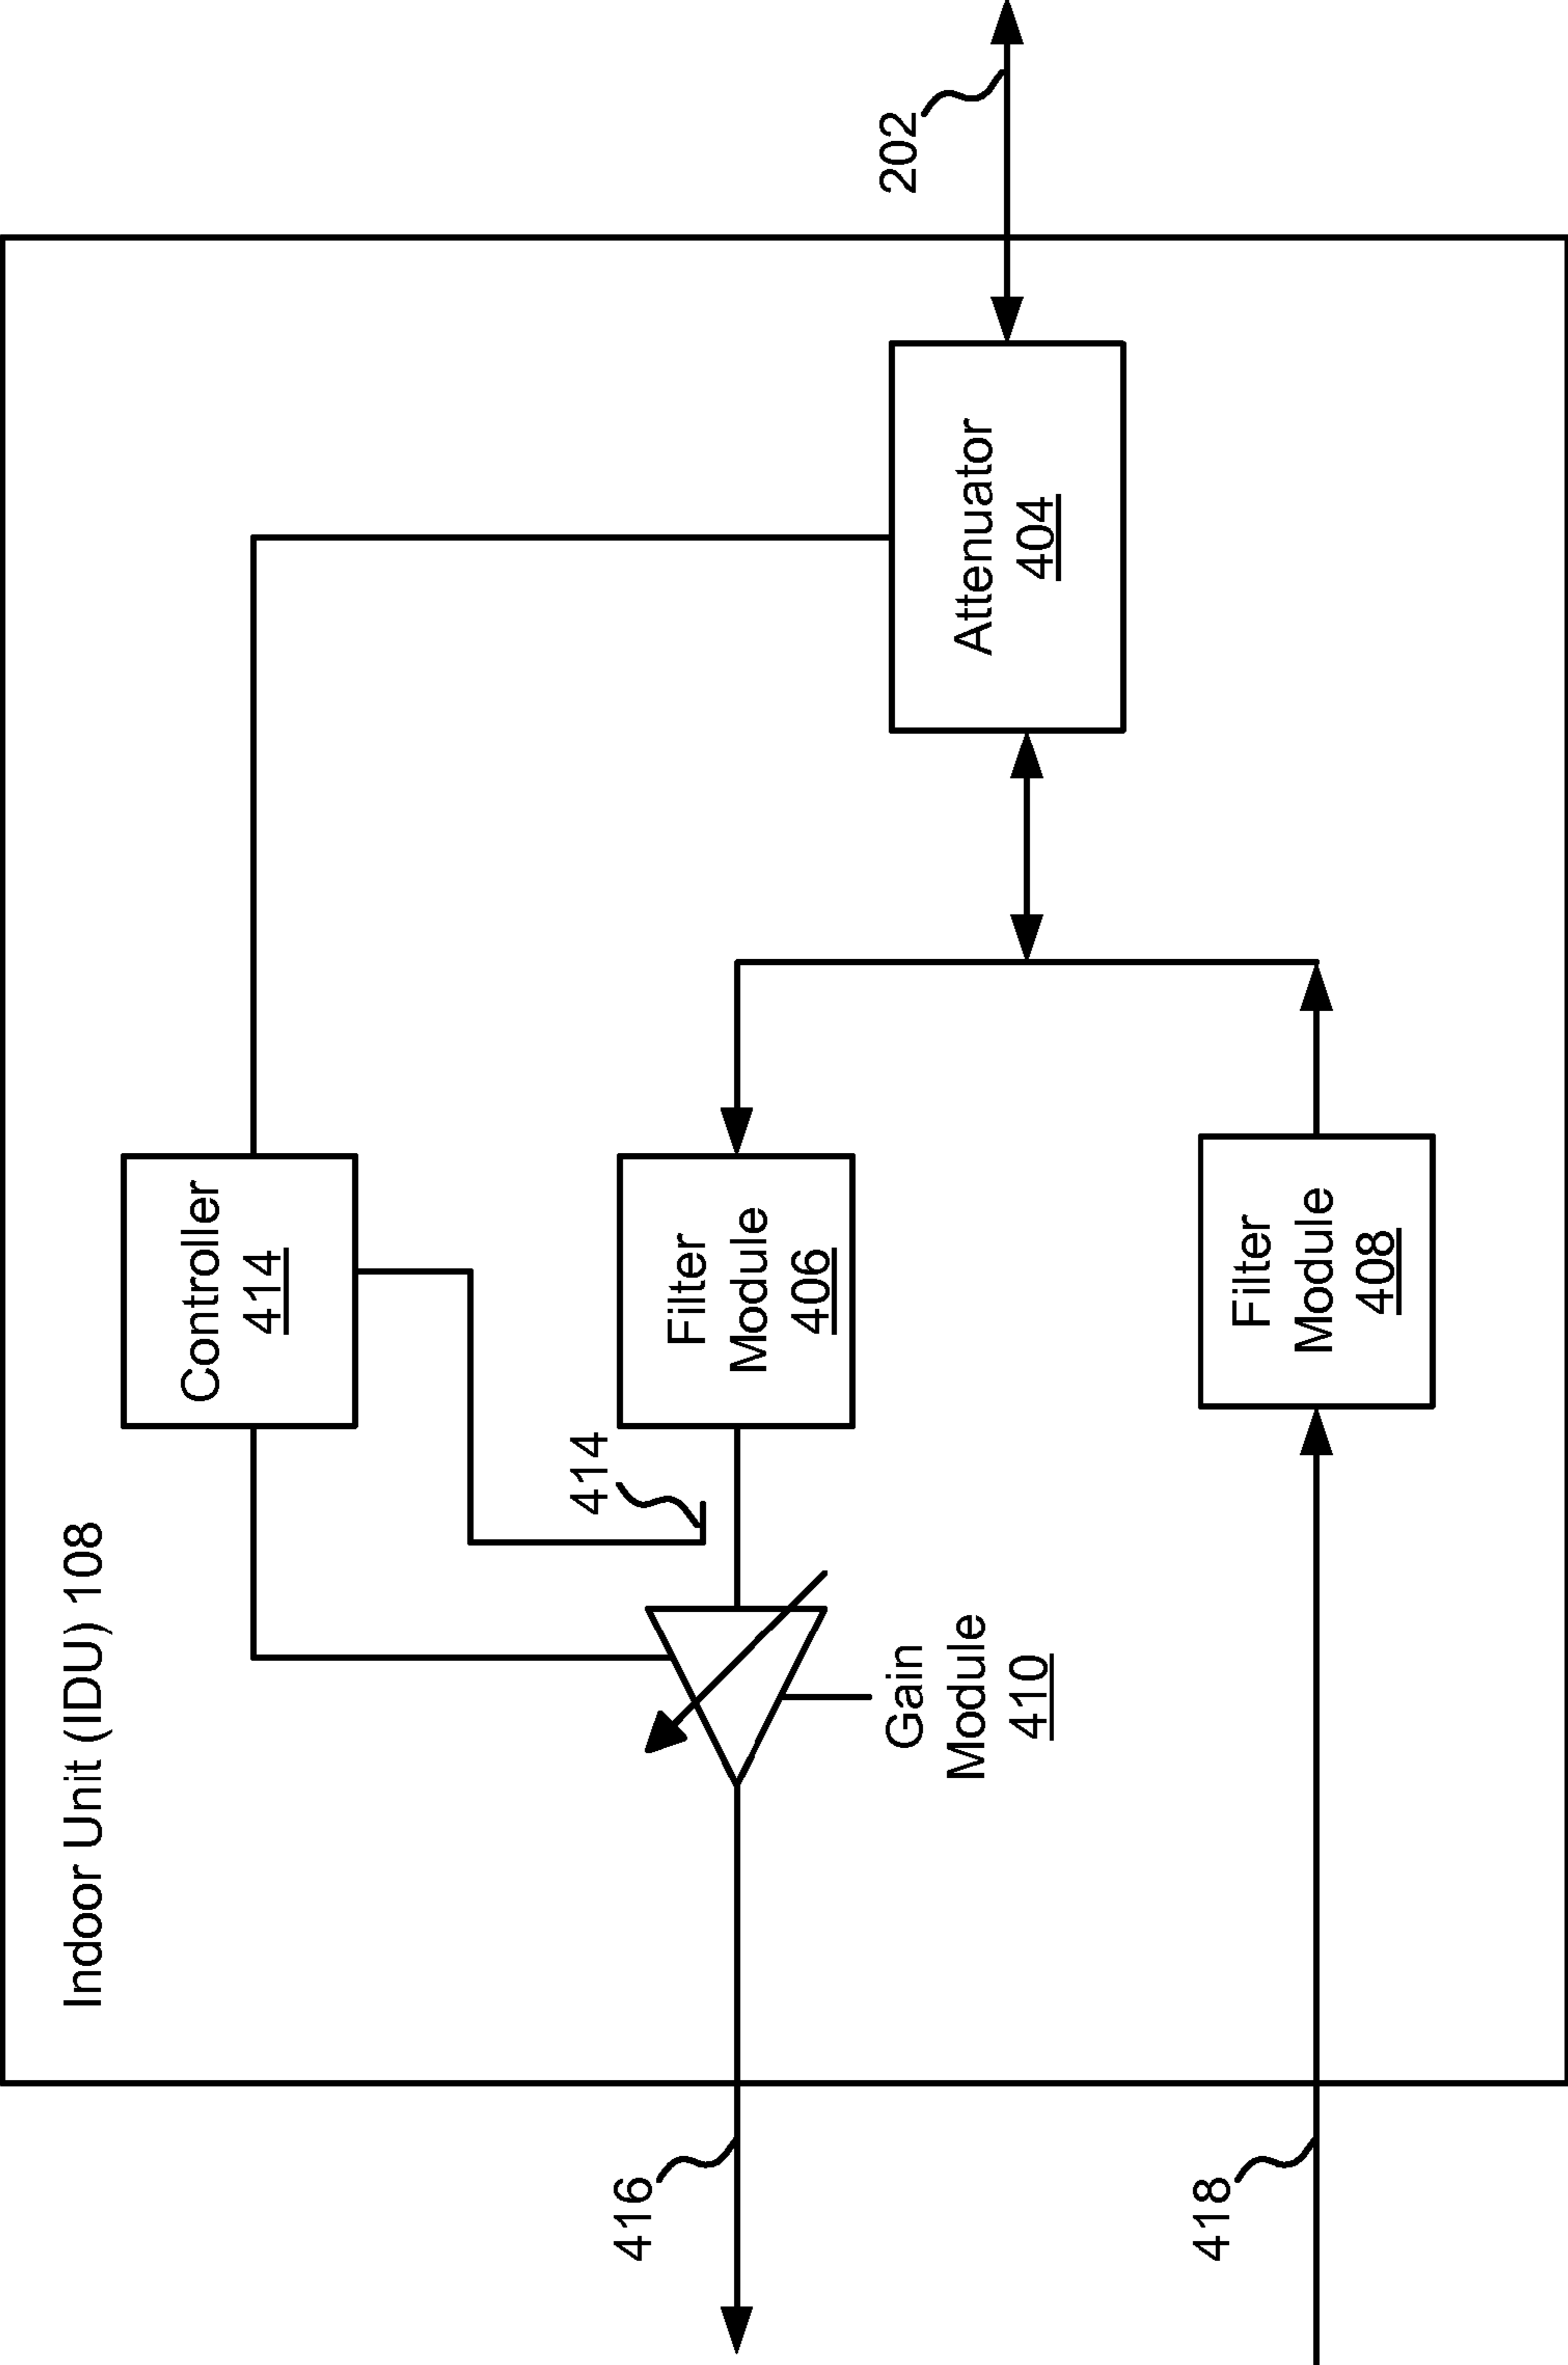 Indoor Unit (IDU) 108
Controller
414
414
Filter
Module
406
Gain
Module
410
Attenuator
404
202
Filter
Module
408
416
418